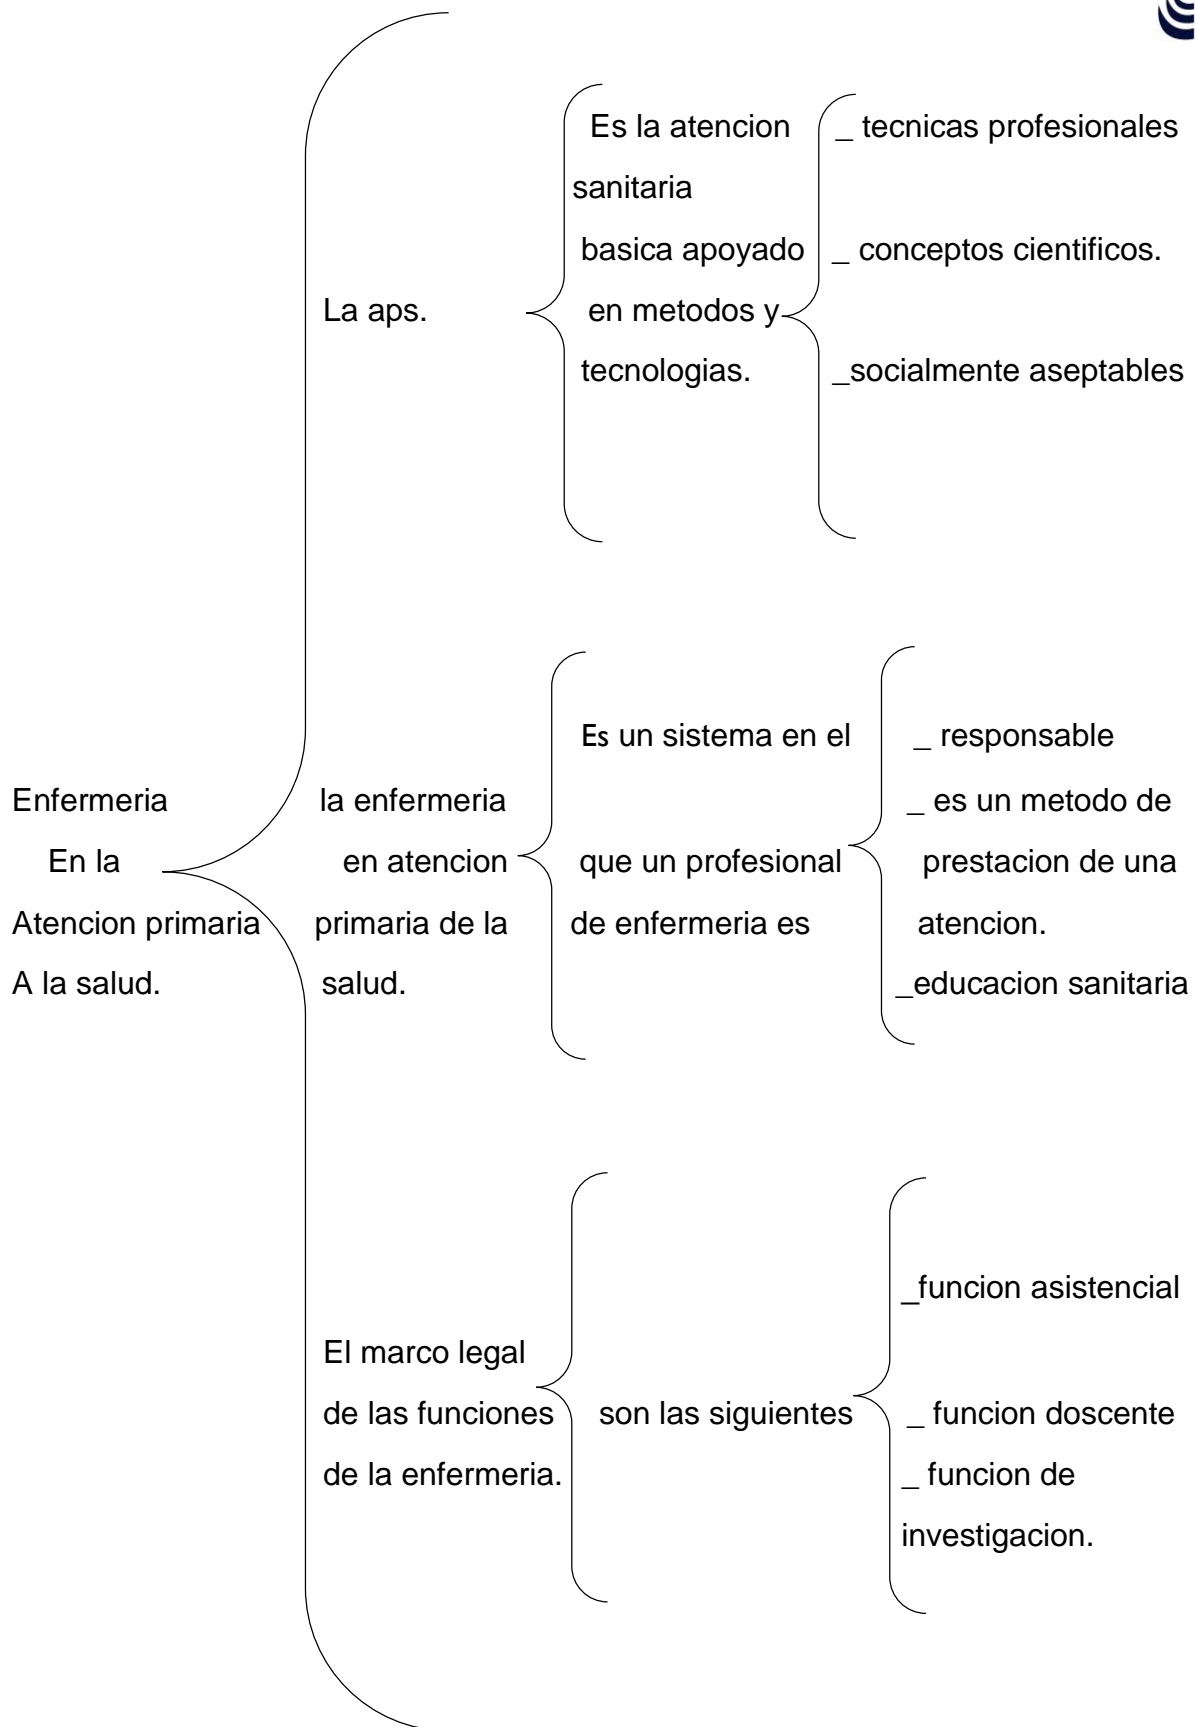 Es la atencion
sanitaria
basica apoyado
en metodos y
tecnologias.
_ tecnicas profesionales
_ conceptos cientificos.
_socialmente aseptables
La aps.
Enfermeria
En la
Atencion primaria
A la salud.
la enfermeria
en atencion
primaria de la
salud.
Es un sistema en el
que un profesional
de enfermeria es
_ responsable
_ es un metodo de
prestacion de una
atencion.
_educacion sanitaria
El marco legal
de las funciones
de la enfermeria.
son las siguientes
_funcion asistencial
_ funcion doscente
_ funcion de
investigacion.